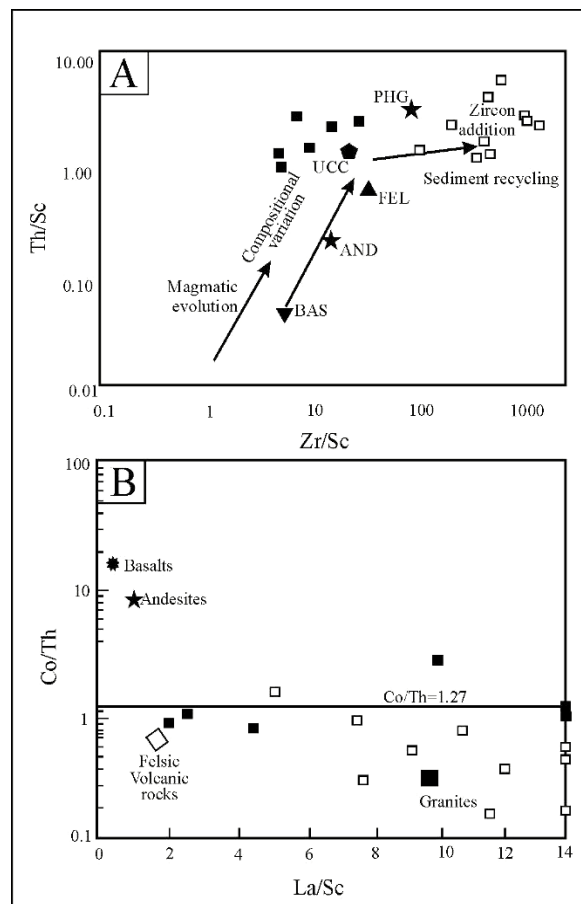 A
10.00
1.00
0.10
0.01
Th/Sc
PHG
Zircon
addition
UCC
Sediment recycling
FEL
Compositional
variation
AND
Magmatic
evolution
BAS
0.1
1
10
100
1000
Zr/Sc
B
100
10
1
0.1
Co/Th
Basalts
Andesites
Co/Th=1.27
Felsic
Volcanic
rocks
Granites
0
2
4
6
8
10
12
14
La/Sc